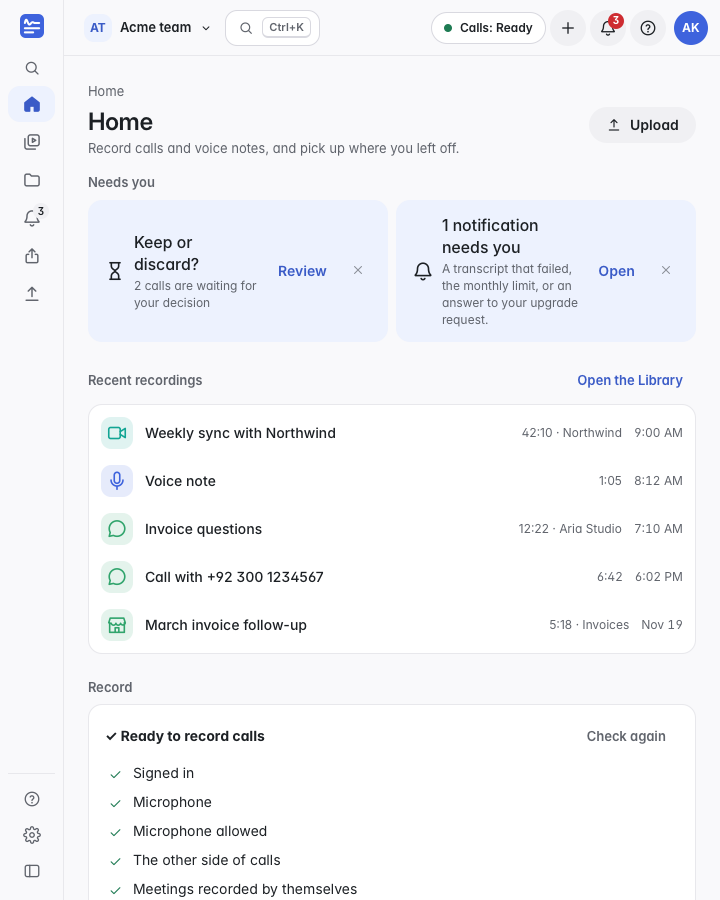 AT Acme team Ctrl+K Calls: Ready 3 AK
3
Home
Home
Upload
Record calls and voice notes, and pick up where you left off.
Needs you
Keep or
discard?
2 calls are waiting for
your decision
Review
1 notification
needs you
A transcript that failed,
the monthly limit, or an
answer to your upgrade
request.
Open
Recent recordings Open the Library
Weekly sync with Northwind 42:10 · Northwind 9:00 AM
Voice note 1:05 8:12 AM
Invoice questions 12:22 · Aria Studio 7:10 AM
Call with +92 300 1234567 6:42 6:02 PM
March invoice follow-up 5:18 · Invoices Nov 19
Record
✓ Ready to record calls Check again
Signed in
Microphone
Microphone allowed
The other side of calls
Meetings recorded by themselves